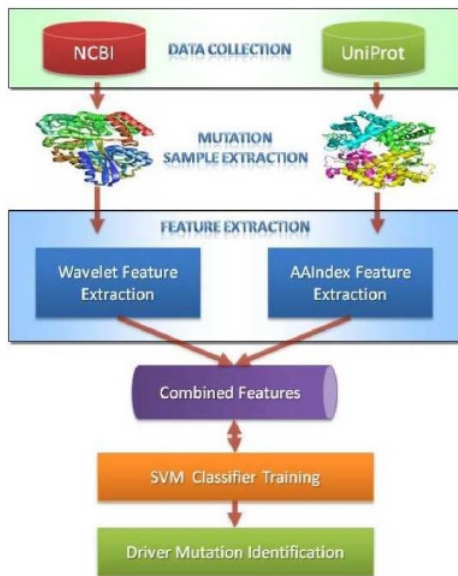 NCBI
DATA COLLECTION
UniProt
MUTATION
SAMPLE EXTRACTION
FEATURE EXTRACTION
Wavelet Feature
Extraction
AAIndex Feature
Extraction
Combined Features
SVM Classifier Training
Driver Mutation Identification